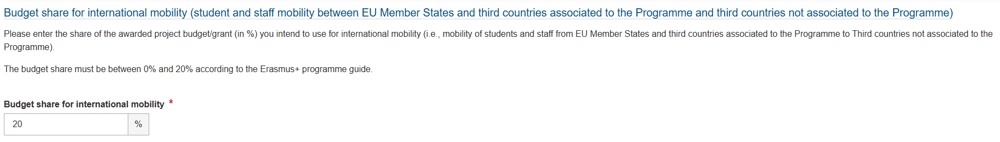 Budget share for international mobility (student and staff mobility between EU Member States and third countries associated to the Programme and third countries not associated to the Programme)
Please enter the share of the awarded project budget/grant (in %) you intend to use for international mobility (i.e., mobility of students and staff from EU Member States and third countries associated to the Programme to Third countries not associated to the
Programme).
The budget share must be between 0% and 20% according to the Erasmus+ programme guide.
Budget share for international mobility *
20 %